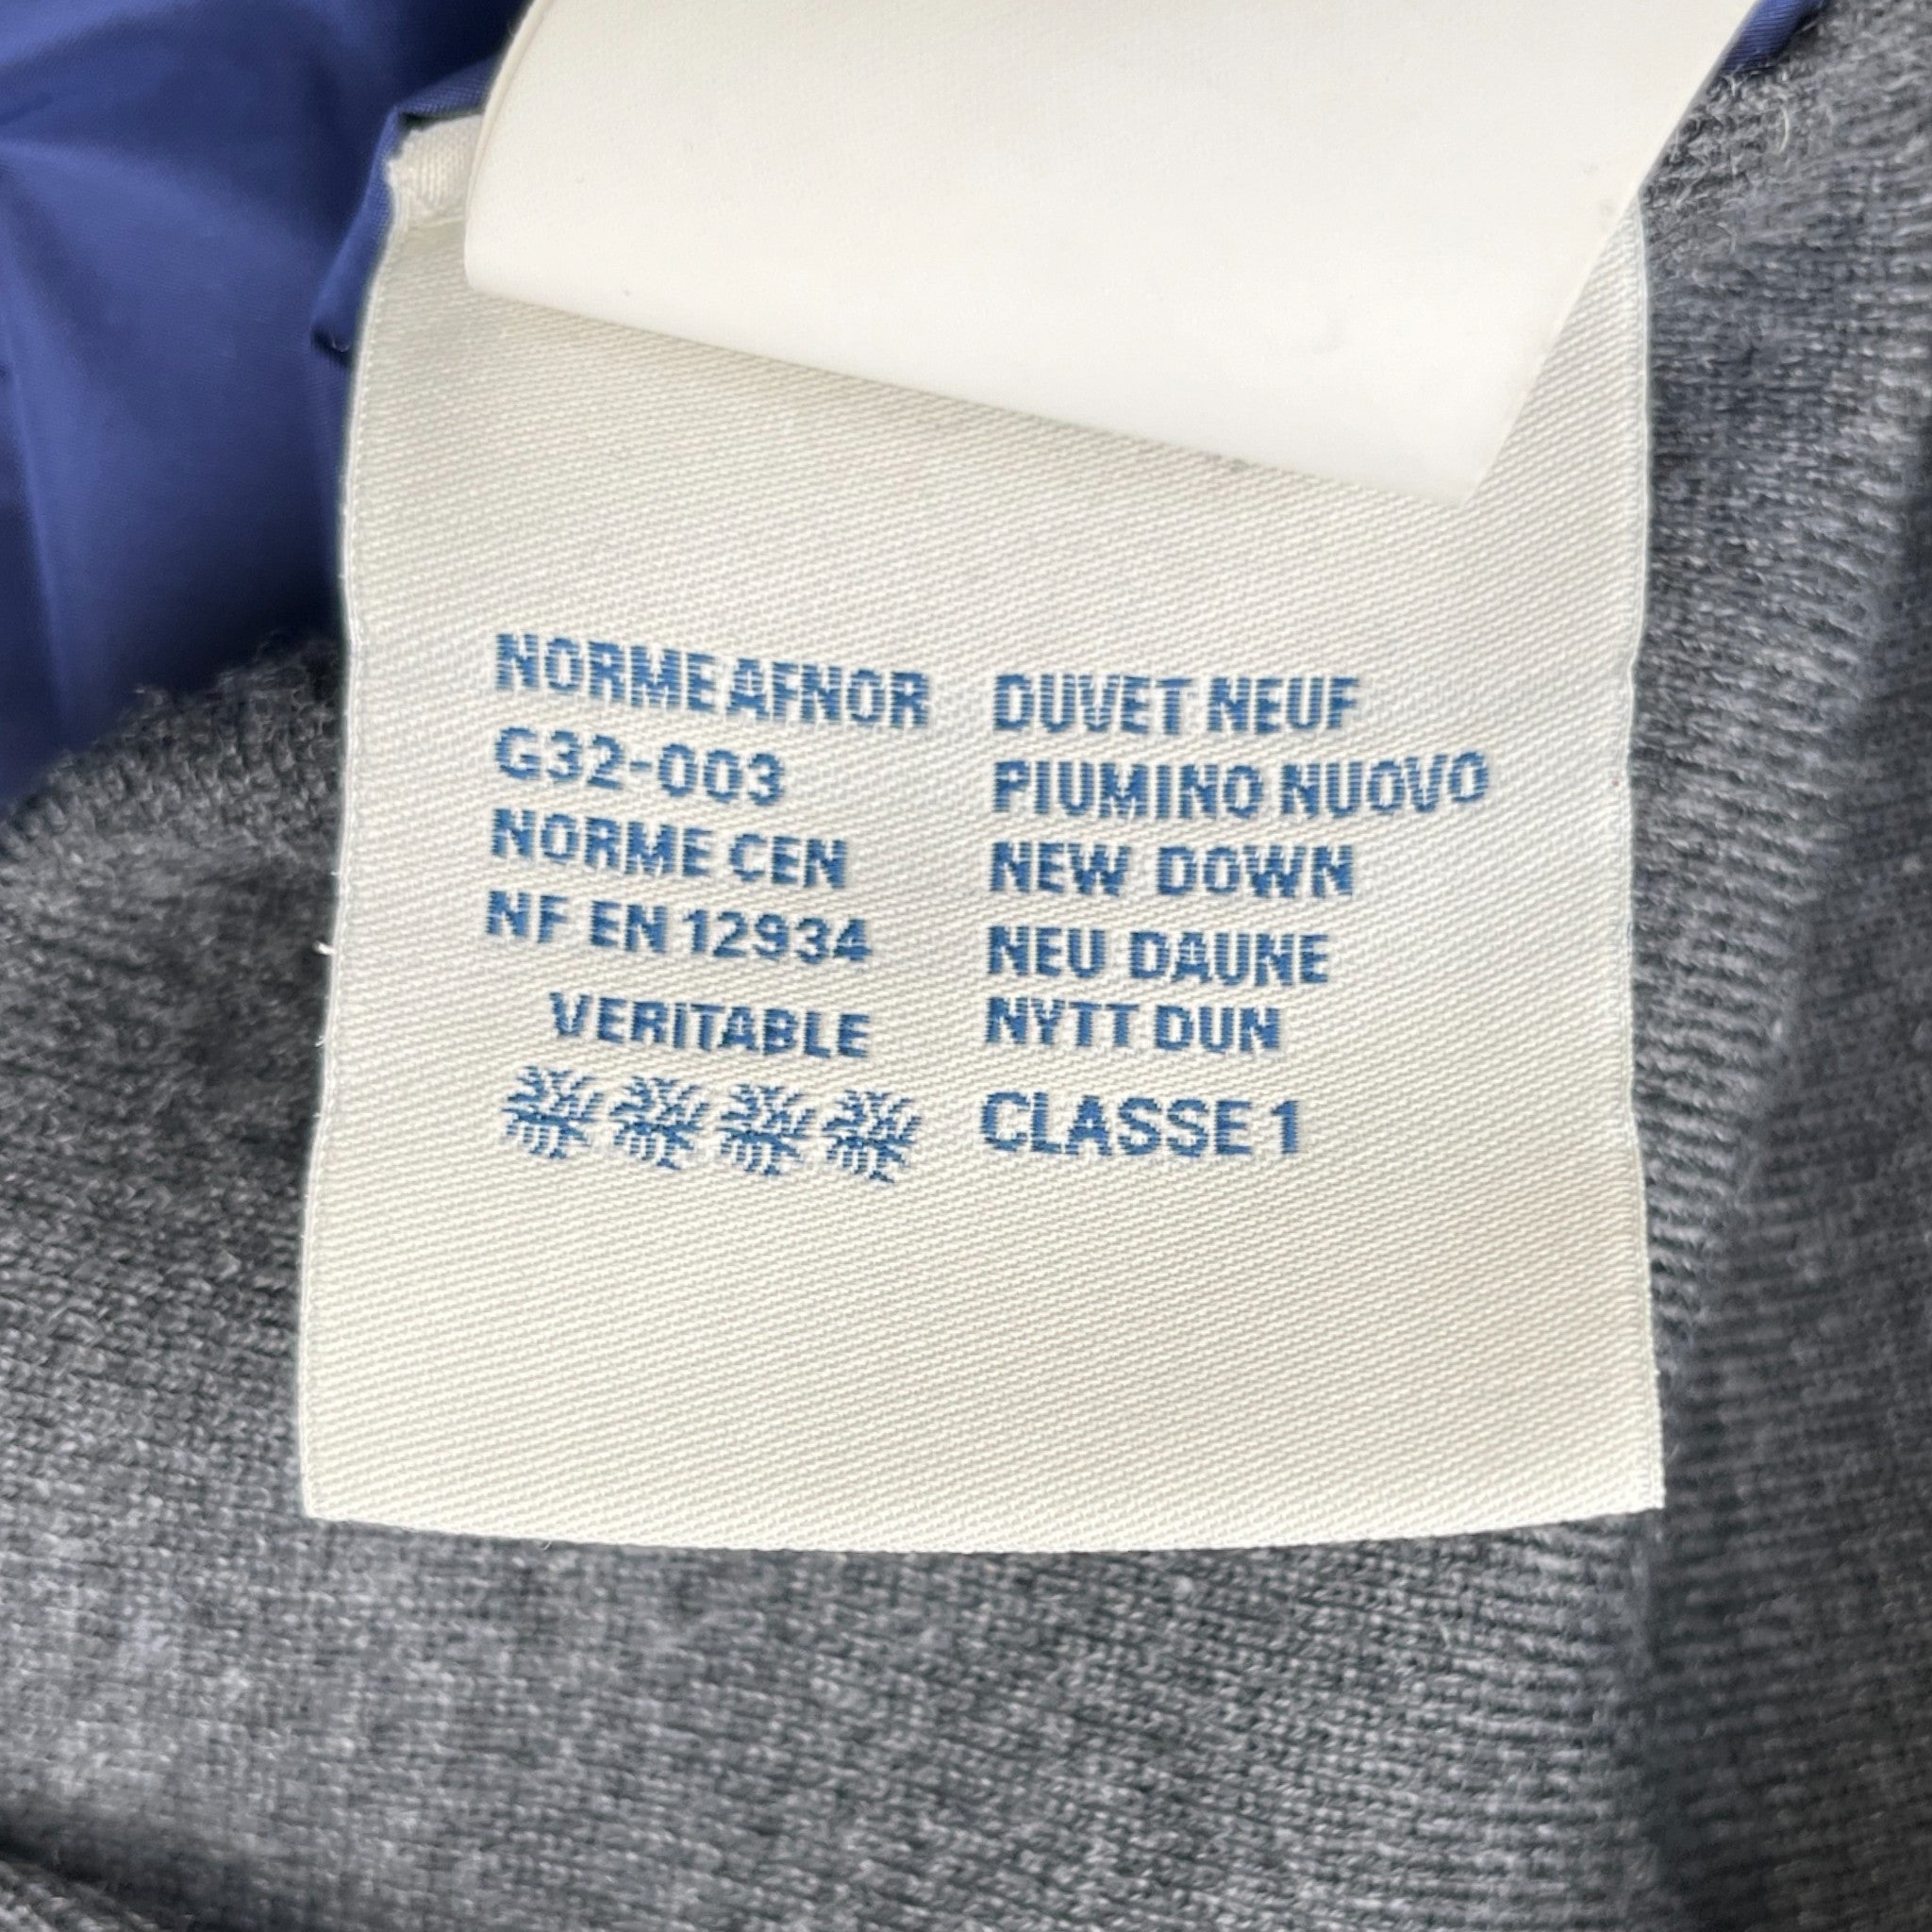 NORME AFNOR
G32-003
NORME CEN
NF EN 12934
VERITABLE
DUVET NEUF
PIUMINO NUOVO
NEW DOWN
NEU DAUNE
NYTT DUN
CLASSE 1